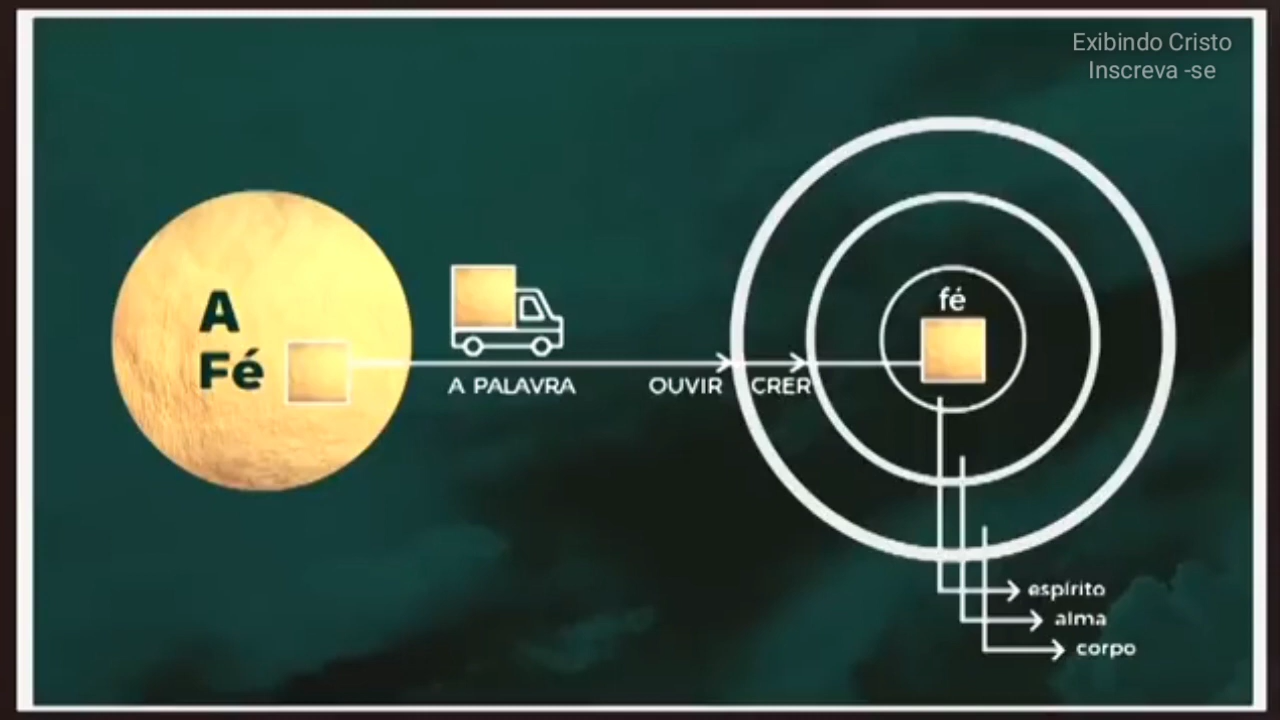 Exibindo Cristo
Inscreva -se
A
Fé
fé
A PALAVRA
OUVIR
CRER
espírito
alma
corpo